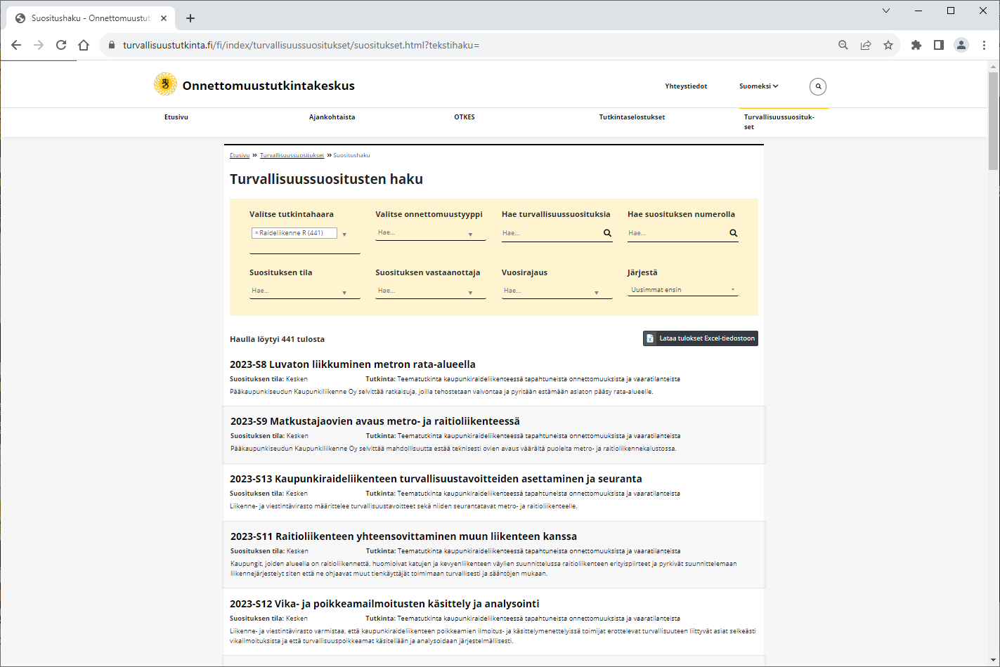 Suositushaku - Onnettomuustut
turvallisuustutkinta.fi/fi/index/turvallisuussuositukset/suositukset.html?tekstihaku=
Onnettomuustutkintakeskus
Yhteystiedot
Suomeksi
Etusivu
Ajankohtaista
OTKES
Tutkintaselostukset
Turvallisuussuosituk-
set
Etusivu » Turvallisuussuositukset » Suositushaku
Turvallisuussuositusten haku
Valitse tutkintahaara
× Raideliikenne R (441)
Valitse onnettomuustyyppi
Hae...
Hae turvallisuussuosituksia
Hae...
Hae suosituksen numerolla
Hae...
Suosituksen tila
Hae...
Suosituksen vastaanottaja
Hae...
Vuosirajaus
Hae...
Järjestä
Uusimmat ensin
Haulla löytyi 441 tulosta
Lataa tulokset Excel-tiedostoon
2023-S8 Luvaton liikkuminen metron rata-alueella
Suosituksen tila: Kesken
Tutkinta: Teematutkinta kaupunkiraideliikenteessä tapahtuneista onnettomuuksista ja vaaratilanteista
Pääkaupunkiseudun Kaupunkiliikenne Oy selvittää ratkaisuja, joilla tehostetaan valvontaa ja pyritään estämään asiaton pääsy rata-alueelle.
2023-S9 Matkustajaovien avaus metro- ja raitioliikenteessä
Suosituksen tila: Kesken
Tutkinta: Teematutkinta kaupunkiraideliikenteessä tapahtuneista onnettomuuksista ja vaaratilanteista
Pääkaupunkiseudun Kaupunkiliikenne Oy selvittää mahdollisuutta estää teknisesti ovien avaus väärältä puolelta metro- ja raitioliikennekalustossa.
2023-S13 Kaupunkiraideliikenteen turvallisuustavoitteiden asettaminen ja seuranta
Suosituksen tila: Kesken
Tutkinta: Teematutkinta kaupunkiraideliikenteessä tapahtuneista onnettomuuksista ja vaaratilanteista
Liikenne- ja viestintävirasto määrittelee turvallisuustavoitteet sekä niiden seurantatavat metro- ja raitioliikenteelle.
2023-S11 Raitioliikenteen yhteensovittaminen muun liikenteen kanssa
Suosituksen tila: Kesken
Tutkinta: Teematutkinta kaupunkiraideliikenteessä tapahtuneista onnettomuuksista ja vaaratilanteista
Kaupungit, joiden alueella on raitioliikennettä, huomioivat katujen ja kevyenliikenteen väylien suunnittelussa raitioliikenteen erityispiirteet ja pyrkivät suunnittelemaan
liikennejärjestelyt siten että ne ohjaavat muut tienkäyttäjät toimimaan turvallisesti ja sääntöjen mukaan.
2023-S12 Vika- ja poikkeamailmoitusten käsittely ja analysointi
Suosituksen tila: Kesken
Tutkinta: Teematutkinta kaupunkiraideliikenteessä tapahtuneista onnettomuuksista ja vaaratilanteista
Liikenne- ja viestintävirasto varmistaa, että kaupunkiraideliikenteen poikkeamien ilmoitus- ja käsittelymenettelyissä toimijat erottelevat turvallisuuteen liittyvät asiat selkeästi
vikailmoituksista ja että turvallisuuspoikkeamat käsitellään ja analysoidaan järjestelmällisesti.